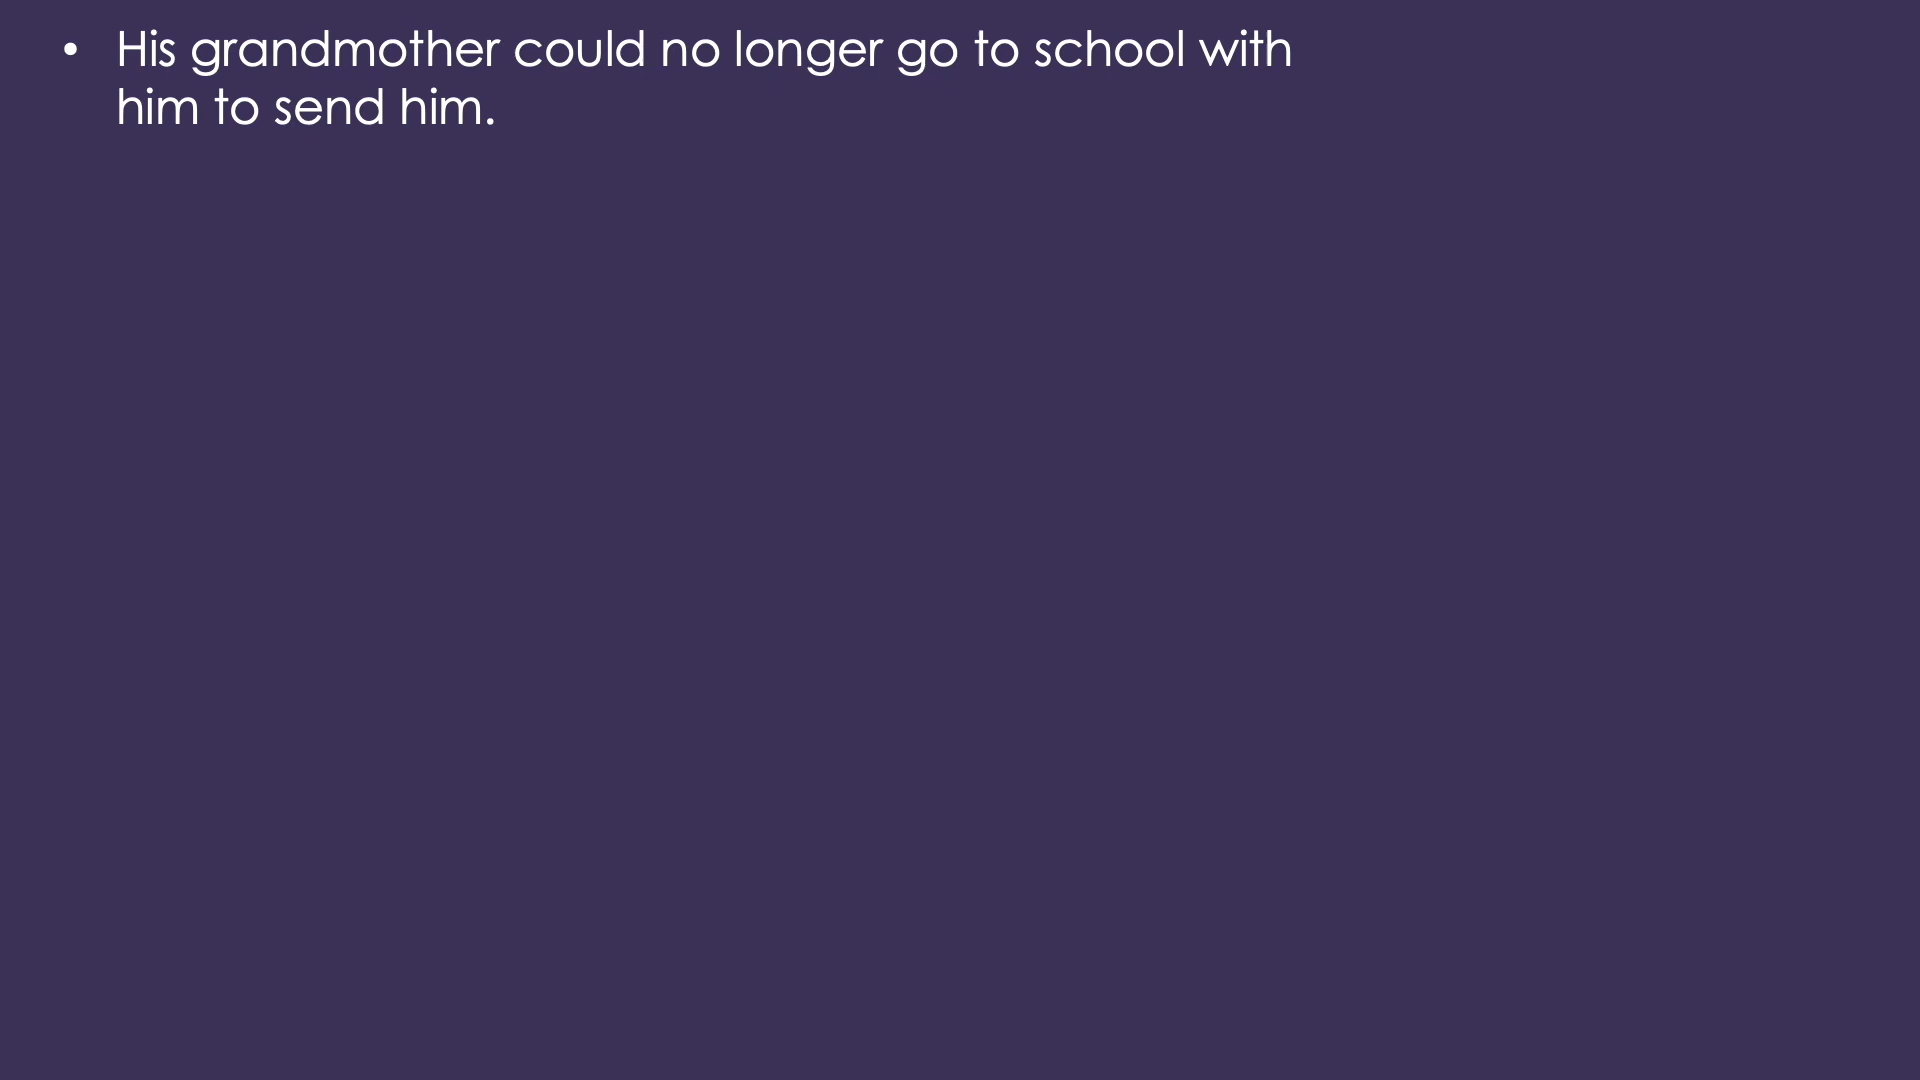 • His grandmother could no longer go to school with
him to send him.